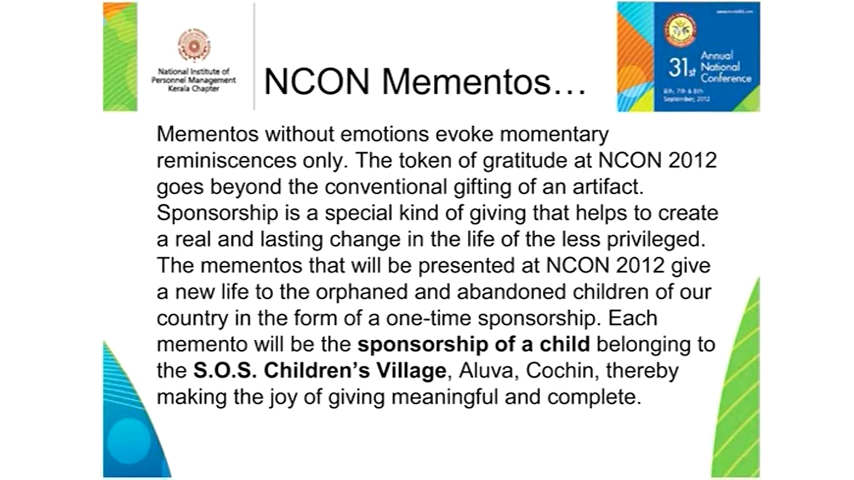 National Institute of
Personnel Management
Kerala Chapter
NCON Mementos…
31st Annual
National
Conference
6th, 7th & 8th
September, 2012
Mementos without emotions evoke momentary
reminiscences only. The token of gratitude at NCON 2012
goes beyond the conventional gifting of an artifact.
Sponsorship is a special kind of giving that helps to create
a real and lasting change in the life of the less privileged.
The mementos that will be presented at NCON 2012 give
a new life to the orphaned and abandoned children of our
country in the form of a one-time sponsorship. Each
memento will be the sponsorship of a child belonging to
the S.O.S. Children's Village, Aluva, Cochin, thereby
making the joy of giving meaningful and complete.